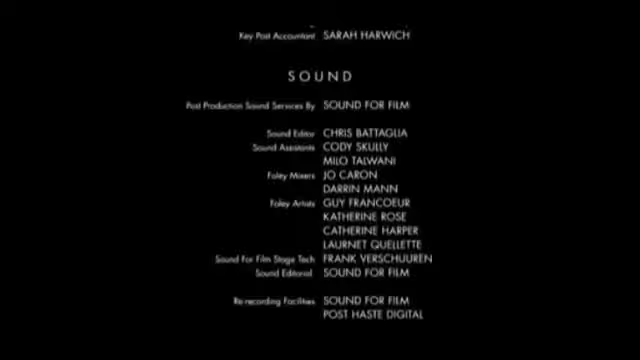 Key Post Accountant SARAH HARWICH
SOUND
Post Production Sound Services By SOUND FOR FILM
Sound Editor CHRIS BATTAGLIA
Sound Assistants CODY SKULLY
MILO TALWANI
Foley Mixers JO CARON
DARRIN MANN
Foley Artists GUY FRANCOEUR
KATHERINE ROSE
CATHERINE HARPER
LAURNET QUELLETTE
Sound For Film Stage Tech FRANK VERSCHUUREN
Sound Editorial SOUND FOR FILM
Re-recording Facilities SOUND FOR FILM
POST HASTE DIGITAL